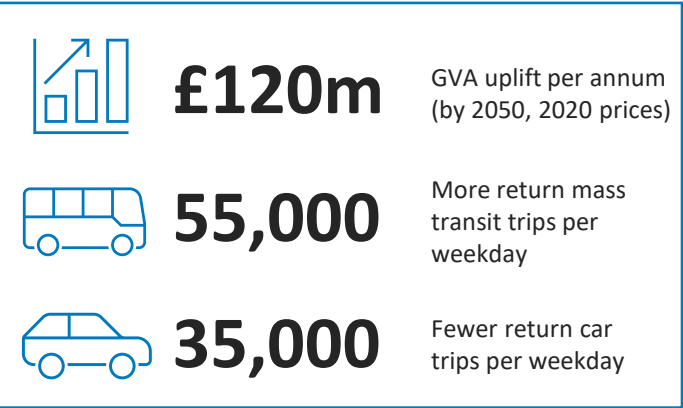 £120m
GVA uplift per annum
(by 2050, 2020 prices)
55,000
More return mass
transit trips per
weekday
35,000
Fewer return car
trips per weekday